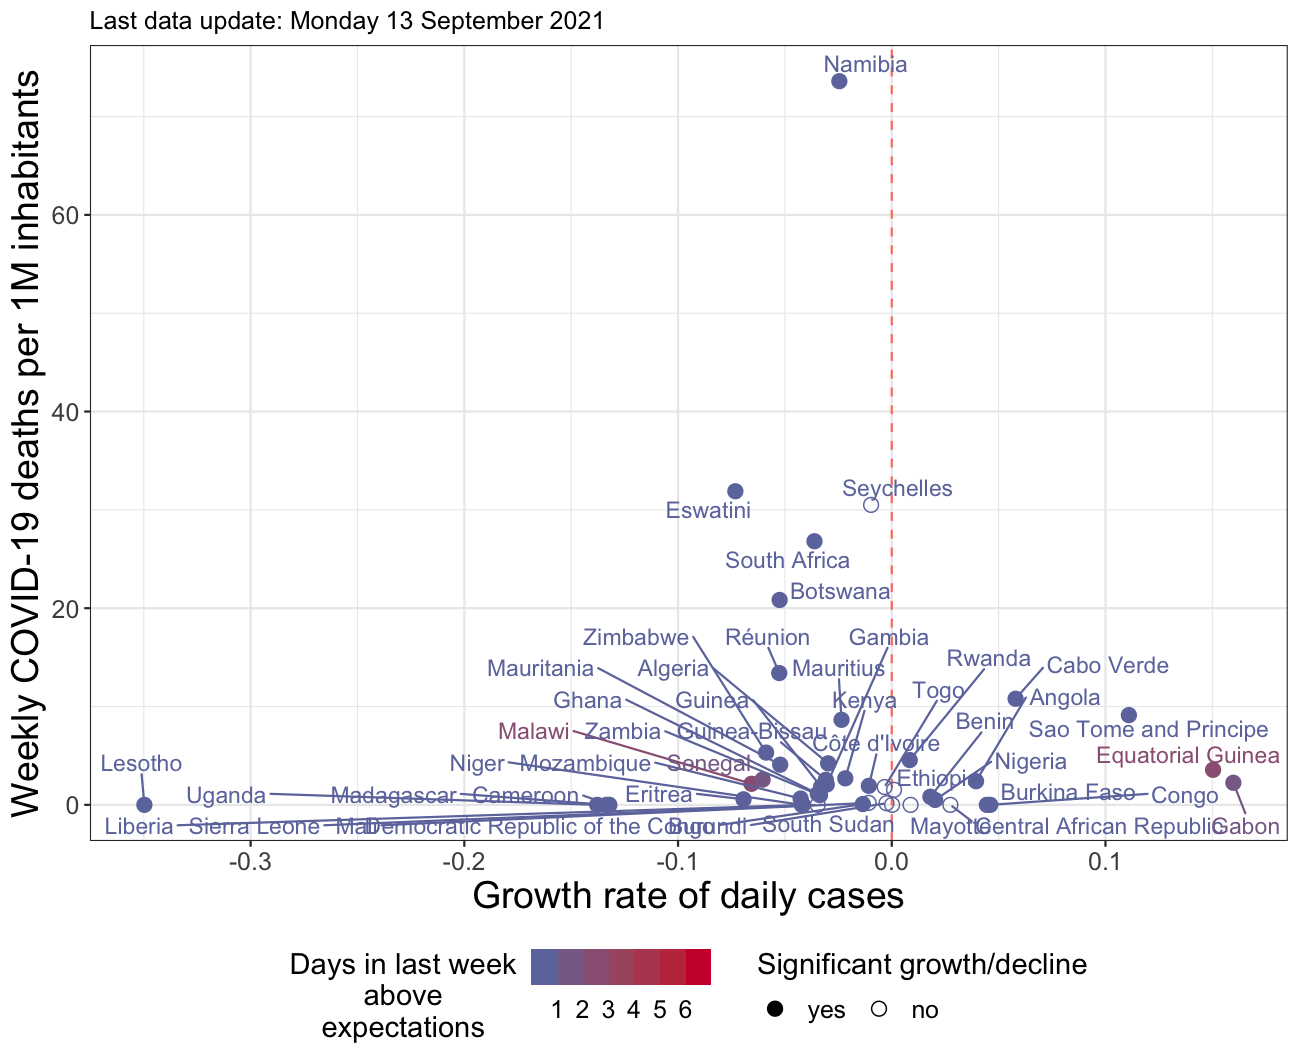 Last data update: Monday 13 September 2021
Weekly COVID-19 deaths per 1M inhabitants
60
40
20
0
Namibia
Seychelles
Eswatini
South Africa
Botswana
Zimbabwe
Réunion
Gambia
Mauritania
Algeria
Mauritius
Rwanda
Cabo Verde
Ghana
Guinea
Kenya
Togo
Angola
Malawi
Zambia
Guinea-Bissau
Benin
Sao Tome and Principe
Côte d'Ivoire
Equatorial Guinea
Lesotho
Niger
Mozambique
Senegal
Nigeria
Ethiopia
Uganda
Madagascar
Cameroon
Eritrea
Burkina Faso
Congo
Liberia
Sierra Leone
Mali
Democratic Republic of the Congo
Burundi
South Sudan
Mayotte
Central African Republic
Gabon
-0.3
-0.2
-0.1
0.0
0.1
Growth rate of daily cases
Days in last week
above
expectations
1 2 3 4 5 6
Significant growth/decline
yes
no